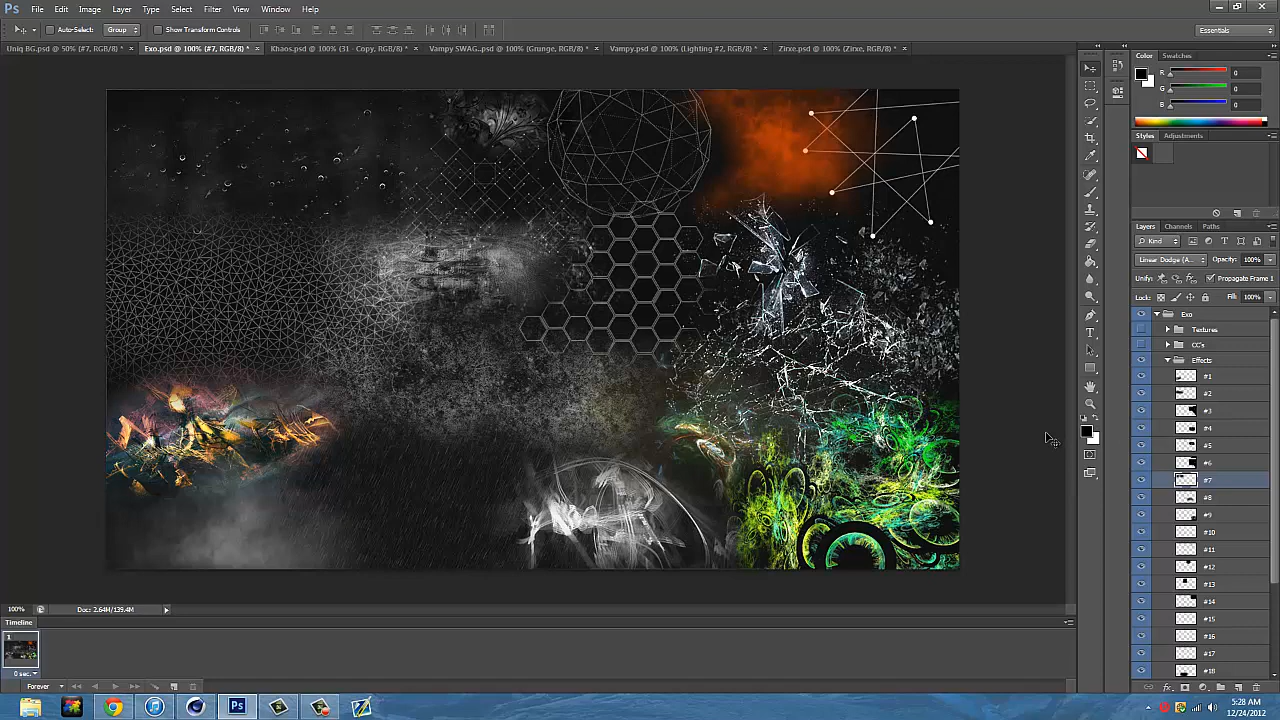 Ps File Edit Image Layer Type Select Filter View Window Help
Auto-Select: Group Show Transform Controls Essentials
Uniq BG.psd @ 50% (#7, RGB/8) * × Exo.psd @ 100% (#7, RGB/8) * × Khaos.psd @ 100% (31 - Copy, RGB/8) * × Vampy SWAG..psd @ 100% (Grunge, RGB/8) * × Vampy.psd @ 100% (Lighting #2, RGB/8) * × Zirxe.psd @ 100% (Zirxe, RGB/8) * ×
Color Swatches
R 0
G 0
B 0
Styles Adjustments
Layers Channels Paths
Kind
Linear Dodge (A... Opacity: 100%
Unify: Propagate Frame 1
Lock: Fill: 100%
Exo
Textures
CC's
Effects
#1
#2
#3
#4
#5
#6
#7
#8
#9
#10
#11
#12
#13
#14
#15
#16
#17
#18
100% Doc: 2.64M/139.4M
Timeline
1
0 sec.
Forever
Ps
5:28 AM
12/24/2012